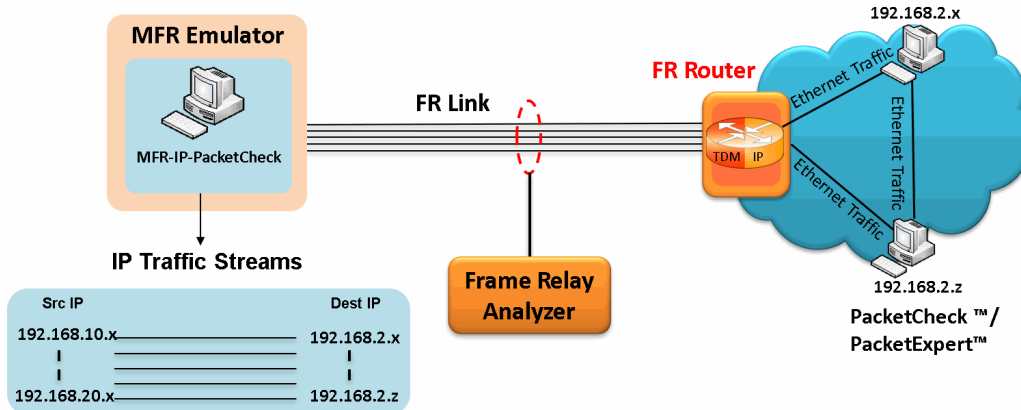 MFR Emulator
MFR-IP-PacketCheck
FR Link
FR Router
TDM IP
192.168.2.x
Ethernet Traffic
Ethernet Traffic
Ethernet Traffic
192.168.2.z
PacketCheck ™/
PacketExpert™
Frame Relay
Analyzer
IP Traffic Streams
Src IP Dest IP
192.168.10.x 192.168.2.x
192.168.20.x 192.168.2.z